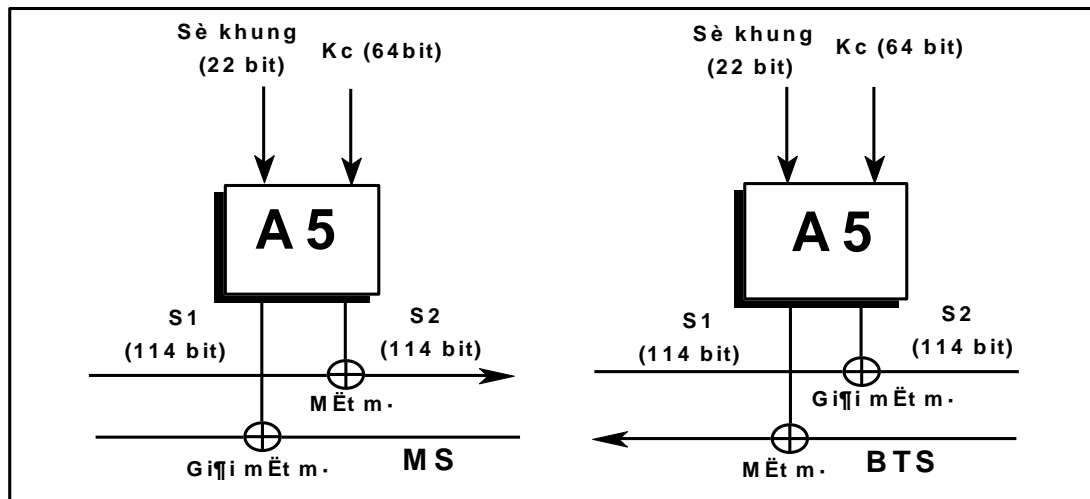 Sè khung
(22 bit)
Kc (64bit)
A 5
S1
(114 bit)
S2
(114 bit)
MËt m·
Gi¶i mËt m·
MS
Sè khung
(22 bit)
Kc (64 bit)
A 5
S1
(114 bit)
S2
(114 bit)
Gi¶i mËt m·
MËt m·
BTS